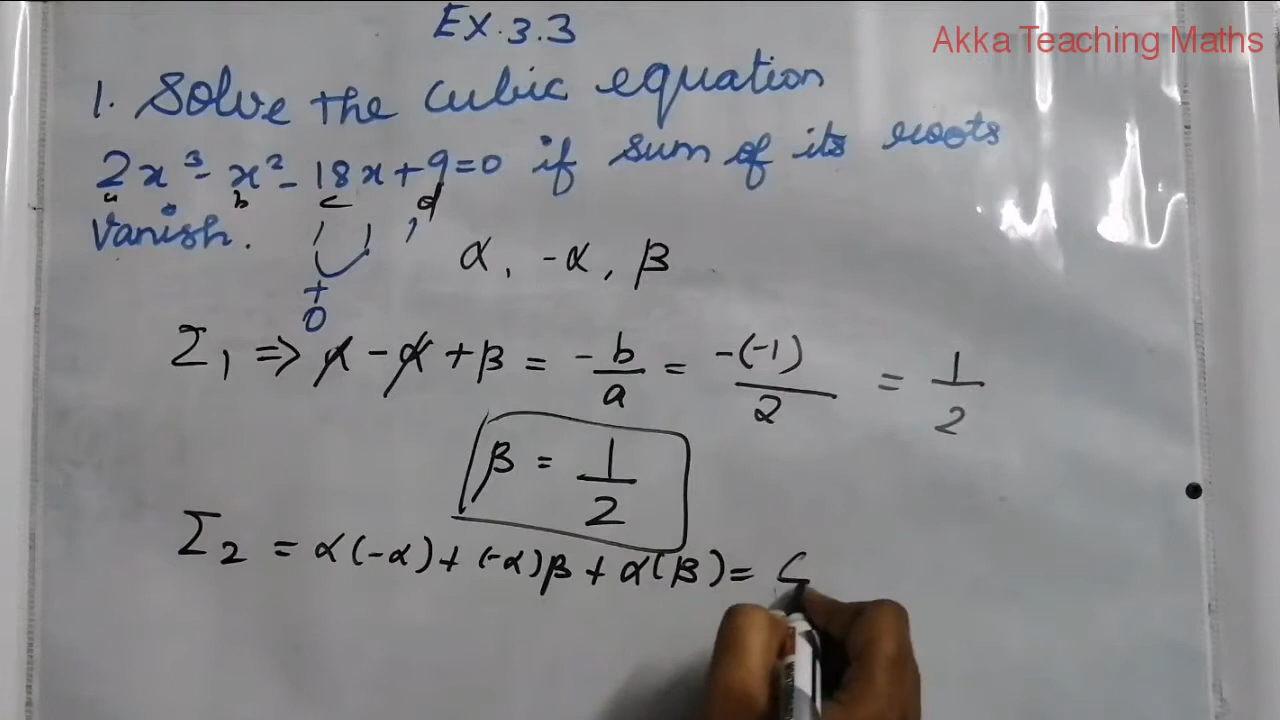 EX.3.3
Akka Teaching Maths
1. Solve the cubic equation
2x³ - x² - 18x + 9 = 0 if sum of its roots
a b c d
vanish.
α, -α, β
+
0
Σ₁ ⇒ α - α + β = -b/a = -(-1)/2 = 1/2
β = 1/2
Σ₂ = α(-α) + (-α)β + α(β) = c